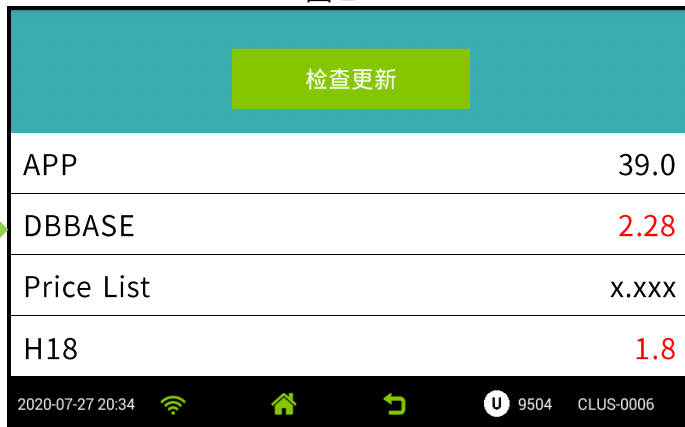 检查更新
APP 39.0
DBBASE 2.28
Price List x.xxx
H18 1.8
2020-07-27 20:34 U 9504 CLUS-0006